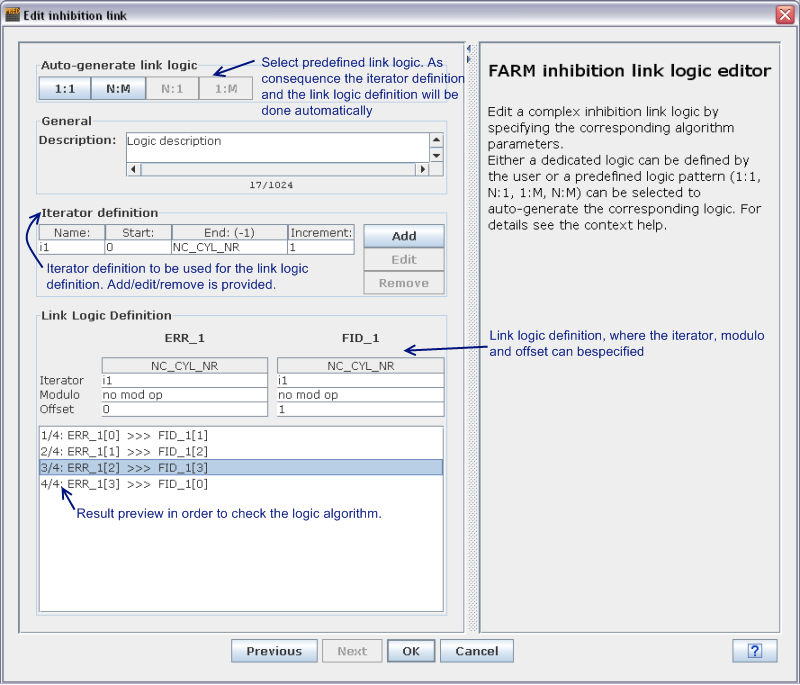 Edit inhibition link
Auto-generate link logic
1:1 N:M N:1 1:M
Select predefined link logic. As
consequence the iterator definition
and the link logic definition will be
done automatically
General
Description: Logic description
17/1024
Iterator definition
Name: Start: End: (-1) Increment:
i1 0 NC_CYL_NR 1
Add
Edit
Remove
Iterator definition to be used for the link logic
definition. Add/edit/remove is provided.
Link Logic Definition
ERR_1 FID_1
NC_CYL_NR NC_CYL_NR
Iterator i1 i1
Modulo no mod op no mod op
Offset 0 1
Link logic definition, where the iterator, modulo
and offset can bespecified
1/4: ERR_1[0] >>> FID_1[1]
2/4: ERR_1[1] >>> FID_1[2]
3/4: ERR_1[2] >>> FID_1[3]
4/4: ERR_1[3] >>> FID_1[0]
Result preview in order to check the logic algorithm.
FARM inhibition link logic editor
Edit a complex inhibition link logic by
specifying the corresponding algorithm
parameters.
Either a dedicated logic can be defined by
the user or a predefined logic pattern (1:1,
N:1, 1:M, N:M) can be selected to
auto-generate the corresponding logic. For
details see the context help.
Previous Next OK Cancel ?